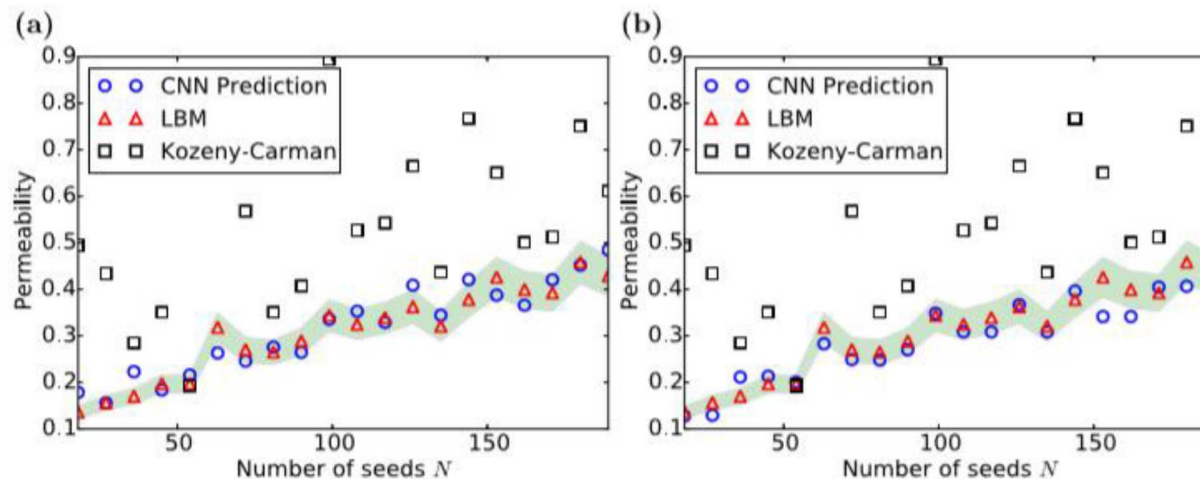 (a)
0.9
0.8
0.7
0.6
0.5
0.4
0.3
0.2
0.1
Permeability
CNN Prediction
LBM
Kozeny-Carman
50
100
150
Number of seeds N
(b)
0.9
0.8
0.7
0.6
0.5
0.4
0.3
0.2
0.1
Permeability
CNN Prediction
LBM
Kozeny-Carman
50
100
150
Number of seeds N